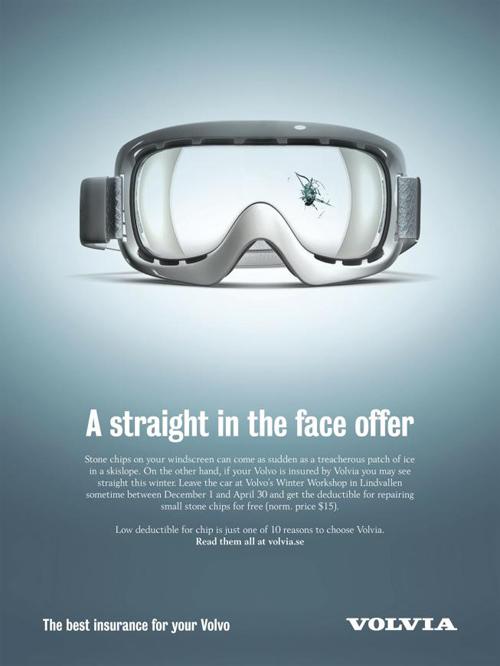 A straight in the face offer
Stone chips on your windscreen can come as sudden as a treacherous patch of ice
in a skislope. On the other hand, if your Volvo is insured by Volvia you may see
straight this winter. Leave the car at Volvo's Winter Workshop in Lindvallen
sometime between December 1 and April 30 and get the deductible for repairing
small stone chips for free (norm. price $15).
Low deductible for chip is just one of 10 reasons to choose Volvia.
Read them all at volvia.se
The best insurance for your Volvo
VOLVIA